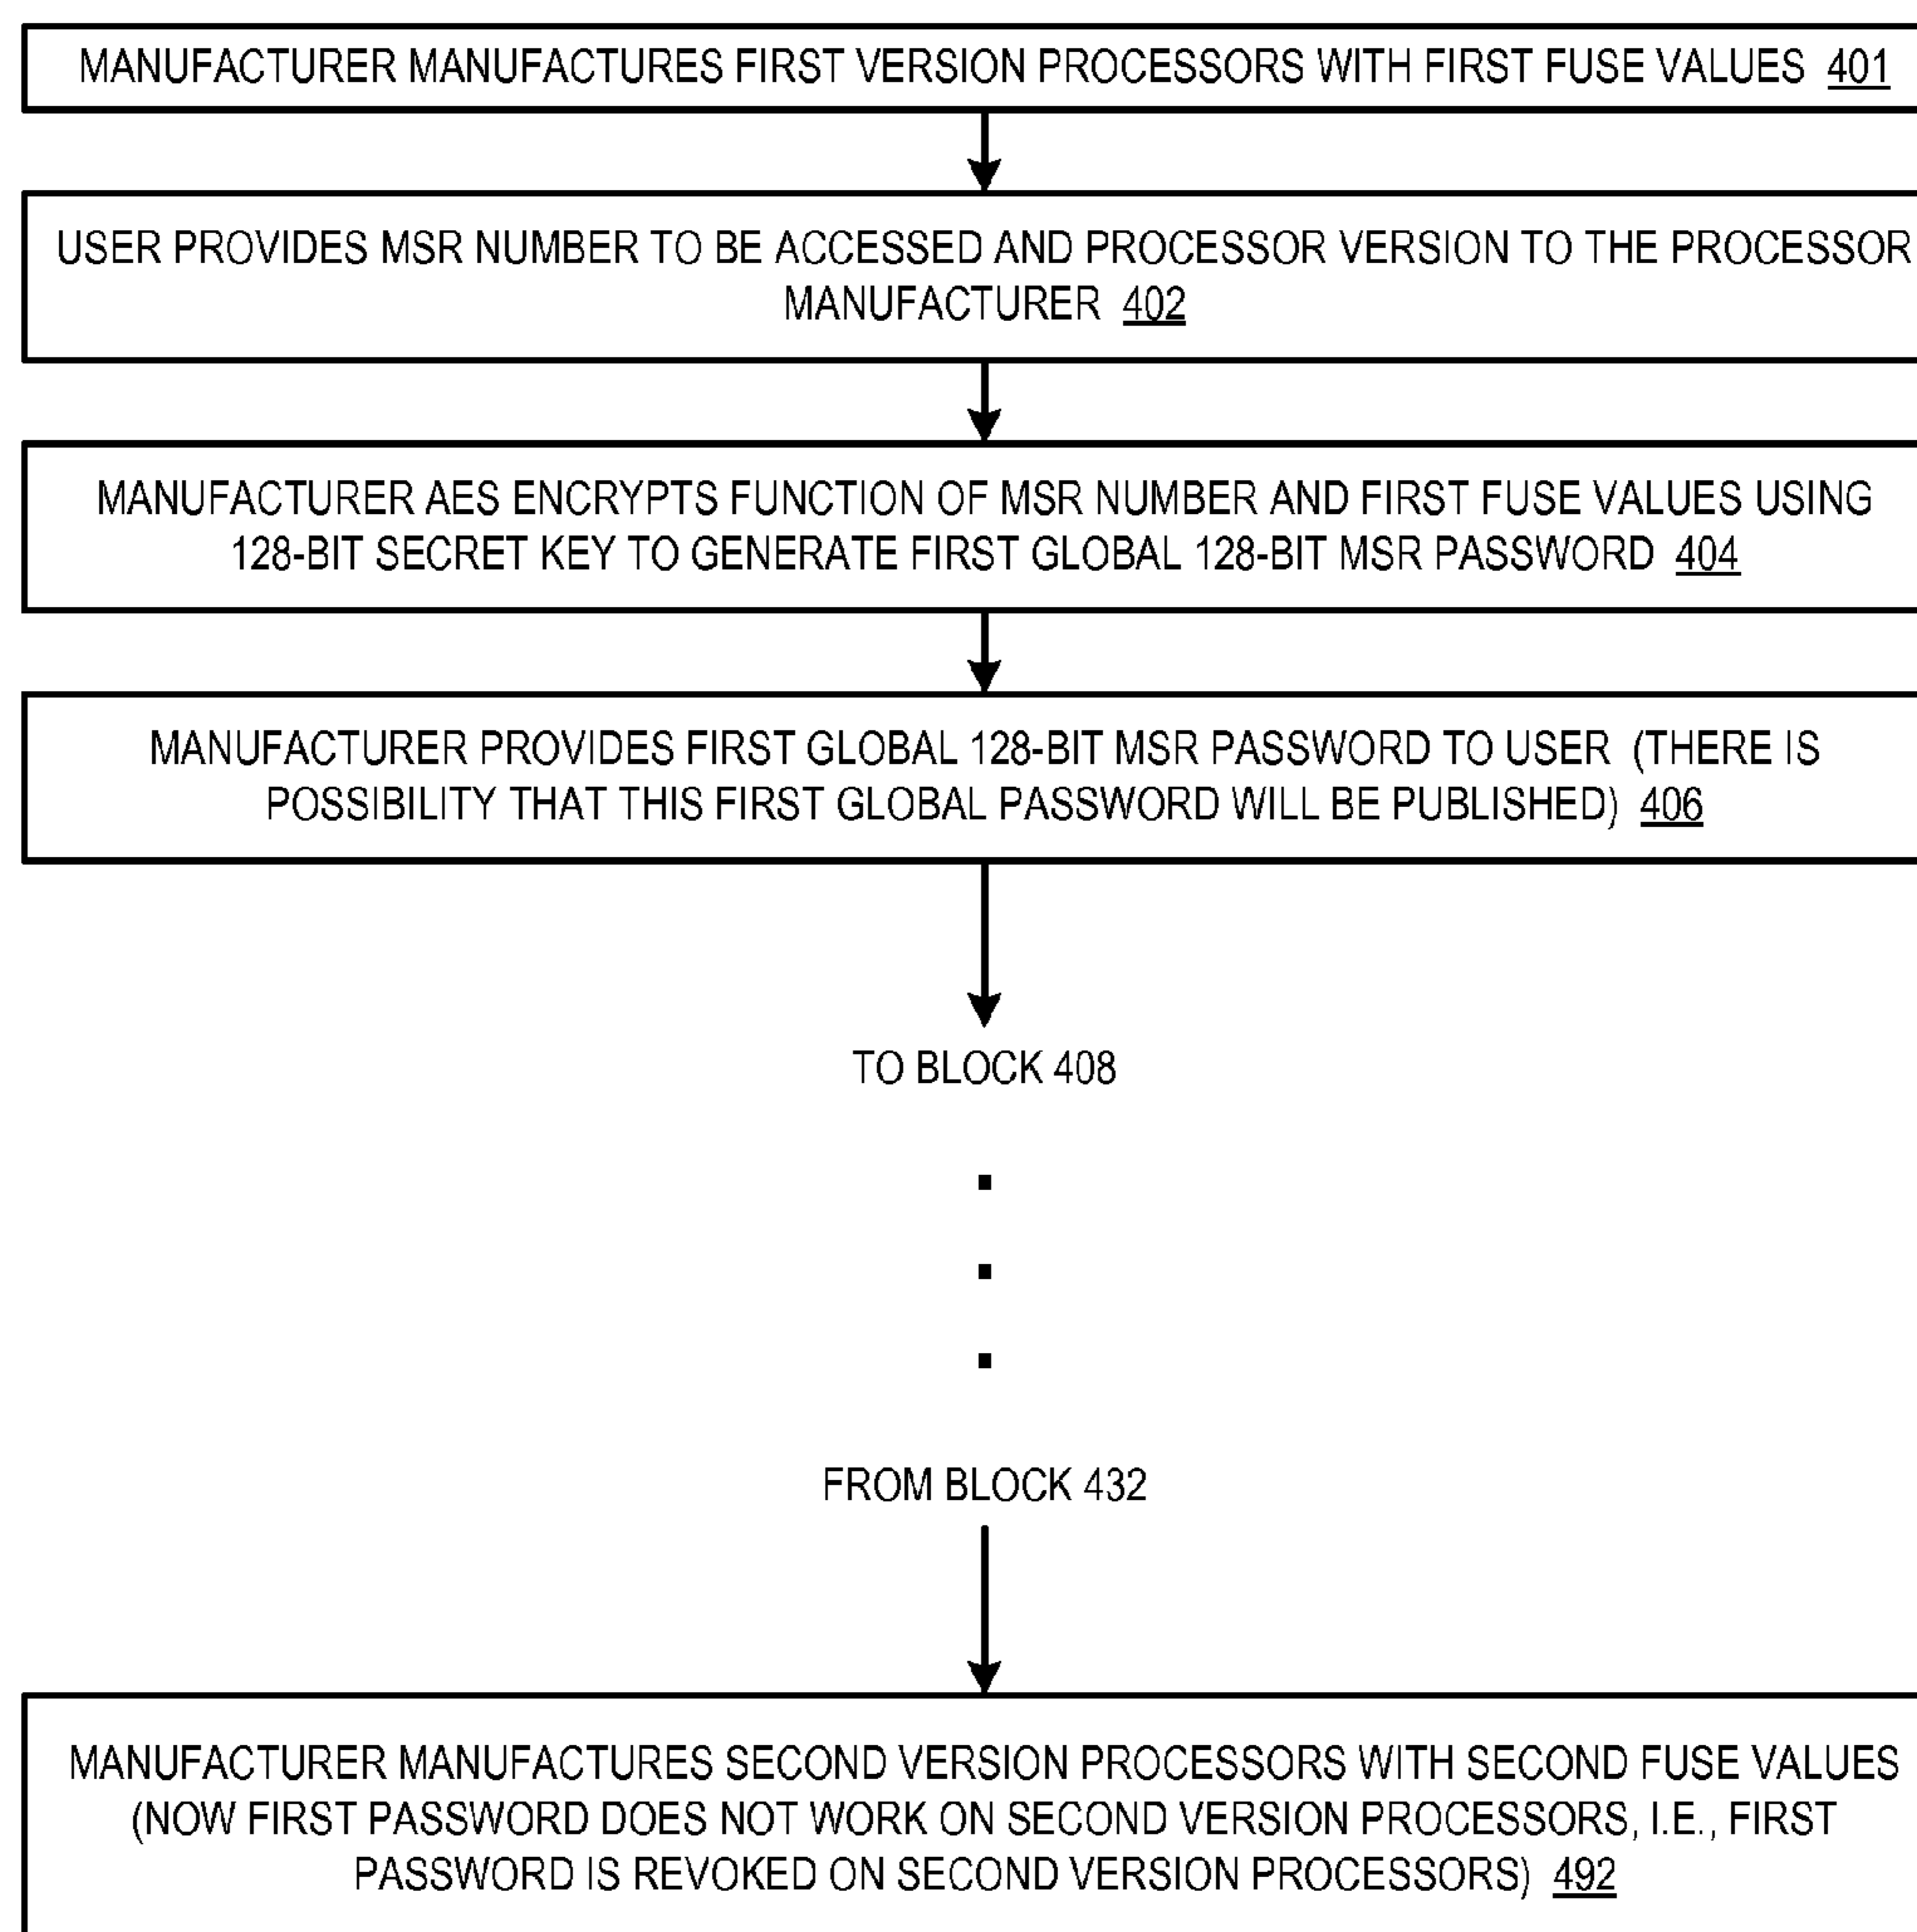 MANUFACTURER MANUFACTURES FIRST VERSION PROCESSORS WITH FIRST FUSE VALUES 401
USER PROVIDES MSR NUMBER TO BE ACCESSED AND PROCESSOR VERSION TO THE PROCESSOR
MANUFACTURER 402
MANUFACTURER AES ENCRYPTS FUNCTION OF MSR NUMBER AND FIRST FUSE VALUES USING
128-BIT SECRET KEY TO GENERATE FIRST GLOBAL 128-BIT MSR PASSWORD 404
MANUFACTURER PROVIDES FIRST GLOBAL 128-BIT MSR PASSWORD TO USER (THERE IS
POSSIBILITY THAT THIS FIRST GLOBAL PASSWORD WILL BE PUBLISHED) 406
TO BLOCK 408
FROM BLOCK 432
MANUFACTURER MANUFACTURES SECOND VERSION PROCESSORS WITH SECOND FUSE VALUES
(NOW FIRST PASSWORD DOES NOT WORK ON SECOND VERSION PROCESSORS, I.E., FIRST
PASSWORD IS REVOKED ON SECOND VERSION PROCESSORS) 492